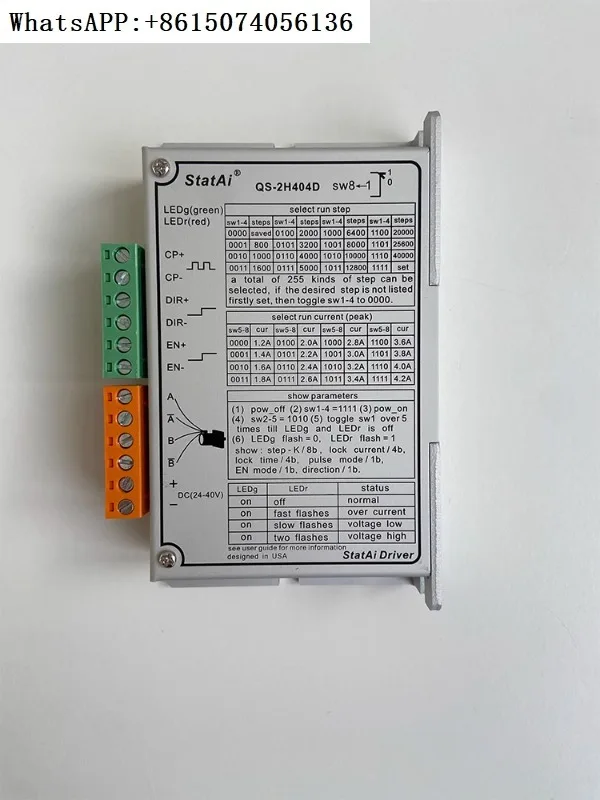 WhatsAPP:+8615074056136
StatAi® QS-2H404D sw8←1 1 0
LEDg(green)
LEDr(red)
CP+
CP-
DIR+
DIR-
EN+
EN-
A
A̅
B
B̅
+
DC(24-40V)
−
select run step
sw1-4 steps sw1-4 steps sw1-4 steps sw1-4 steps
0000 saved 0100 2000 1000 6400 1100 20000
0001 800 0101 3200 1001 8000 1101 25600
0010 1000 0110 4000 1010 10000 1110 40000
0011 1600 0111 5000 1011 12800 1111 set
a total of 255 kinds of step can be
selected, if the desired step is not listed
firstly set, then toggle sw1-4 to 0000.
select run current (peak)
sw5-8 cur sw5-8 cur sw5-8 cur sw5-8 cur
0000 1.2A 0100 2.0A 1000 2.8A 1100 3.6A
0001 1.4A 0101 2.2A 1001 3.0A 1101 3.8A
0010 1.6A 0110 2.4A 1010 3.2A 1110 4.0A
0011 1.8A 0111 2.6A 1011 3.4A 1111 4.2A
show parameters
(1) pow_off (2) sw1-4 =1111 (3) pow_on
(4) sw2-5 = 1010 (5) toggle sw1 over 5
times till LEDg and LEDr is off
(6) LEDg flash = 0, LEDr flash = 1
show : step - K / 8b , lock current / 4b,
lock time / 4b, pulse mode / 1b,
EN mode / 1b, direction / 1b.
LEDg LEDr status
on off normal
on fast flashes over current
on slow flashes voltage low
on two flashes voltage high
see user guide for more information
designed in USA StatAi Driver